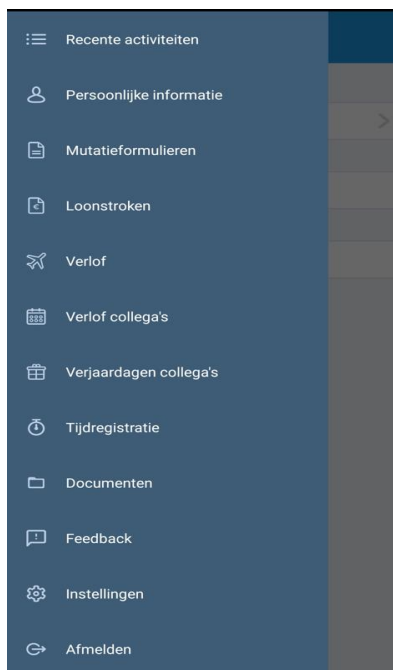 Recente activiteiten
Persoonlijke informatie
Mutatieformulieren
Loonstroken
Verlof
Verlof collega's
Verjaardagen collega's
Tijdregistratie
Documenten
Feedback
Instellingen
Afmelden